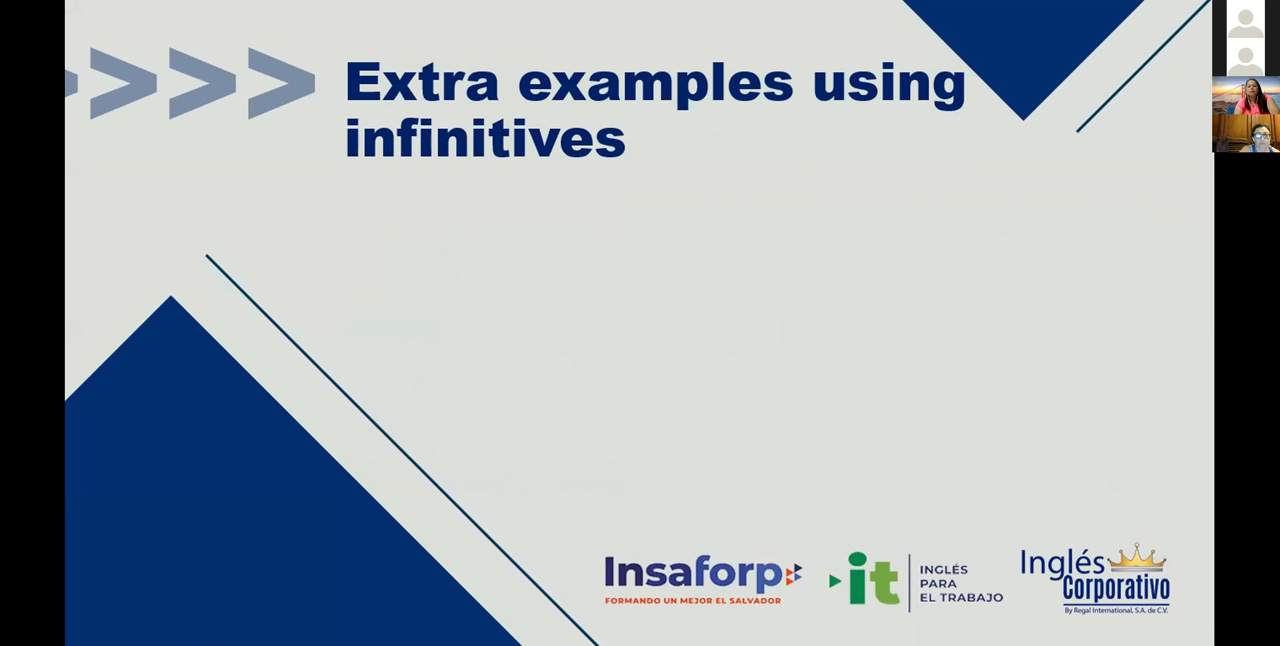 Extra examples using
infinitives
Insaforp
FORMANDO UN MEJOR EL SALVADOR
it
INGLÉS
PARA
EL TRABAJO
Inglés
Corporativo
By Regal International, S.A. de C.V.